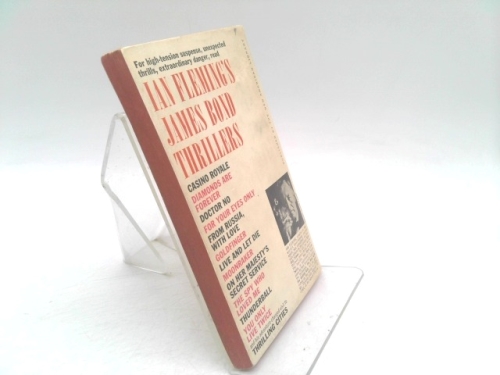 For high-tension suspense, unexpected
thrills, extraordinary danger, read
IAN FLEMING'S
JAMES BOND
THRILLERS
CASINO ROYALE
DIAMONDS ARE
FOREVER
DOCTOR NO
FOR YOUR EYES ONLY
FROM RUSSIA,
WITH LOVE
GOLDFINGER
LIVE AND LET DIE
MOONRAKER
ON HER MAJESTY'S
SECRET SERVICE
THE SPY WHO
LOVED ME
THUNDERBALL
YOU ONLY
LIVE TWICE
THRILLING CITIES